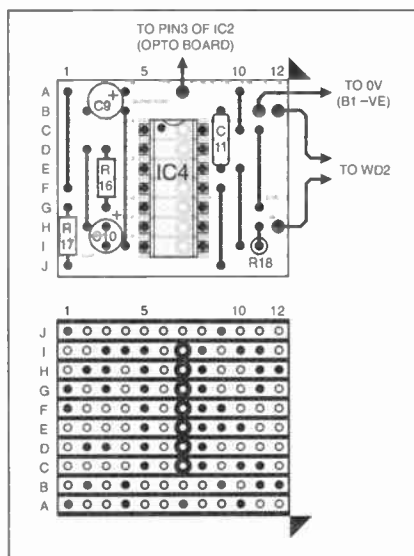 TO PIN3 OF IC2
(OPTO BOARD)
1 5 10 12
A
B
C
D
E
F
G
H
I
J
C9
+
C
11
IC4
R
16
+
C10
R
17
R18
TO 0V
(B1 –VE)
TO WD2
1 5 10 12
J
I
H
G
F
E
D
C
B
A